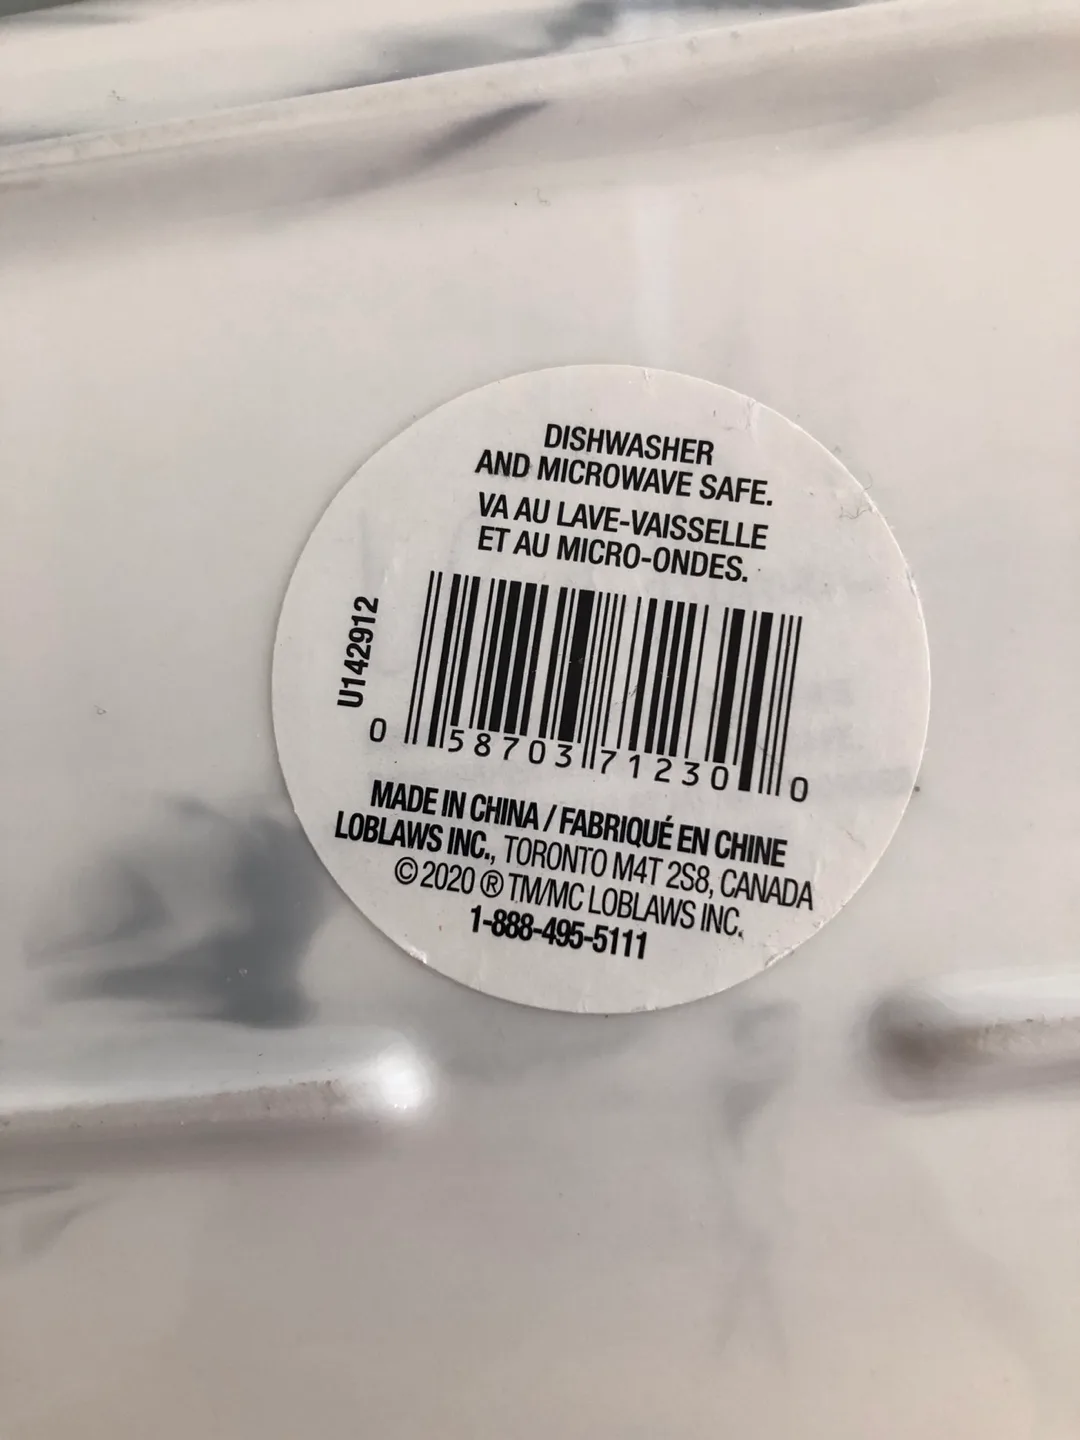 DISHWASHER
AND MICROWAVE SAFE.
VA AU LAVE-VAISSELLE
ET AU MICRO-ONDES.
U142912
0 58703 71230 0
MADE IN CHINA / FABRIQUÉ EN CHINE
LOBLAWS INC., TORONTO M4T 2S8, CANADA
© 2020 ® TM/MC LOBLAWS INC.
1-888-495-5111